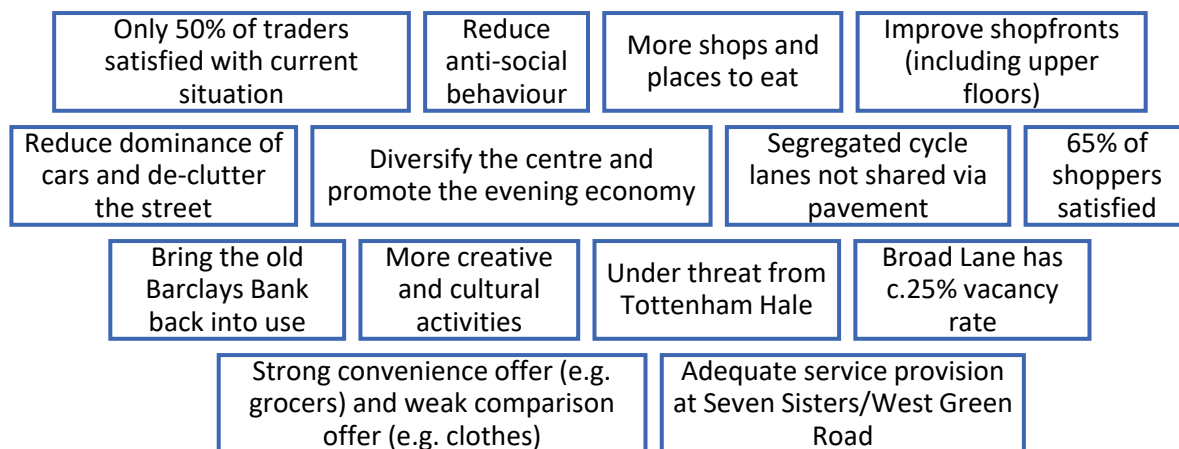 Only 50% of traders
satisfied with current
situation
Reduce
anti-social
behaviour
More shops and
places to eat
Improve shopfronts
(including upper
floors)
Reduce dominance of
cars and de-clutter
the street
Diversify the centre and
promote the evening economy
Segregated cycle
lanes not shared via
pavement
65% of
shoppers
satisfied
Bring the old
Barclays Bank
back into use
More creative
and cultural
activities
Under threat from
Tottenham Hale
Broad Lane has
c.25% vacancy
rate
Strong convenience offer (e.g.
grocers) and weak comparison
offer (e.g. clothes)
Adequate service provision
at Seven Sisters/West Green
Road